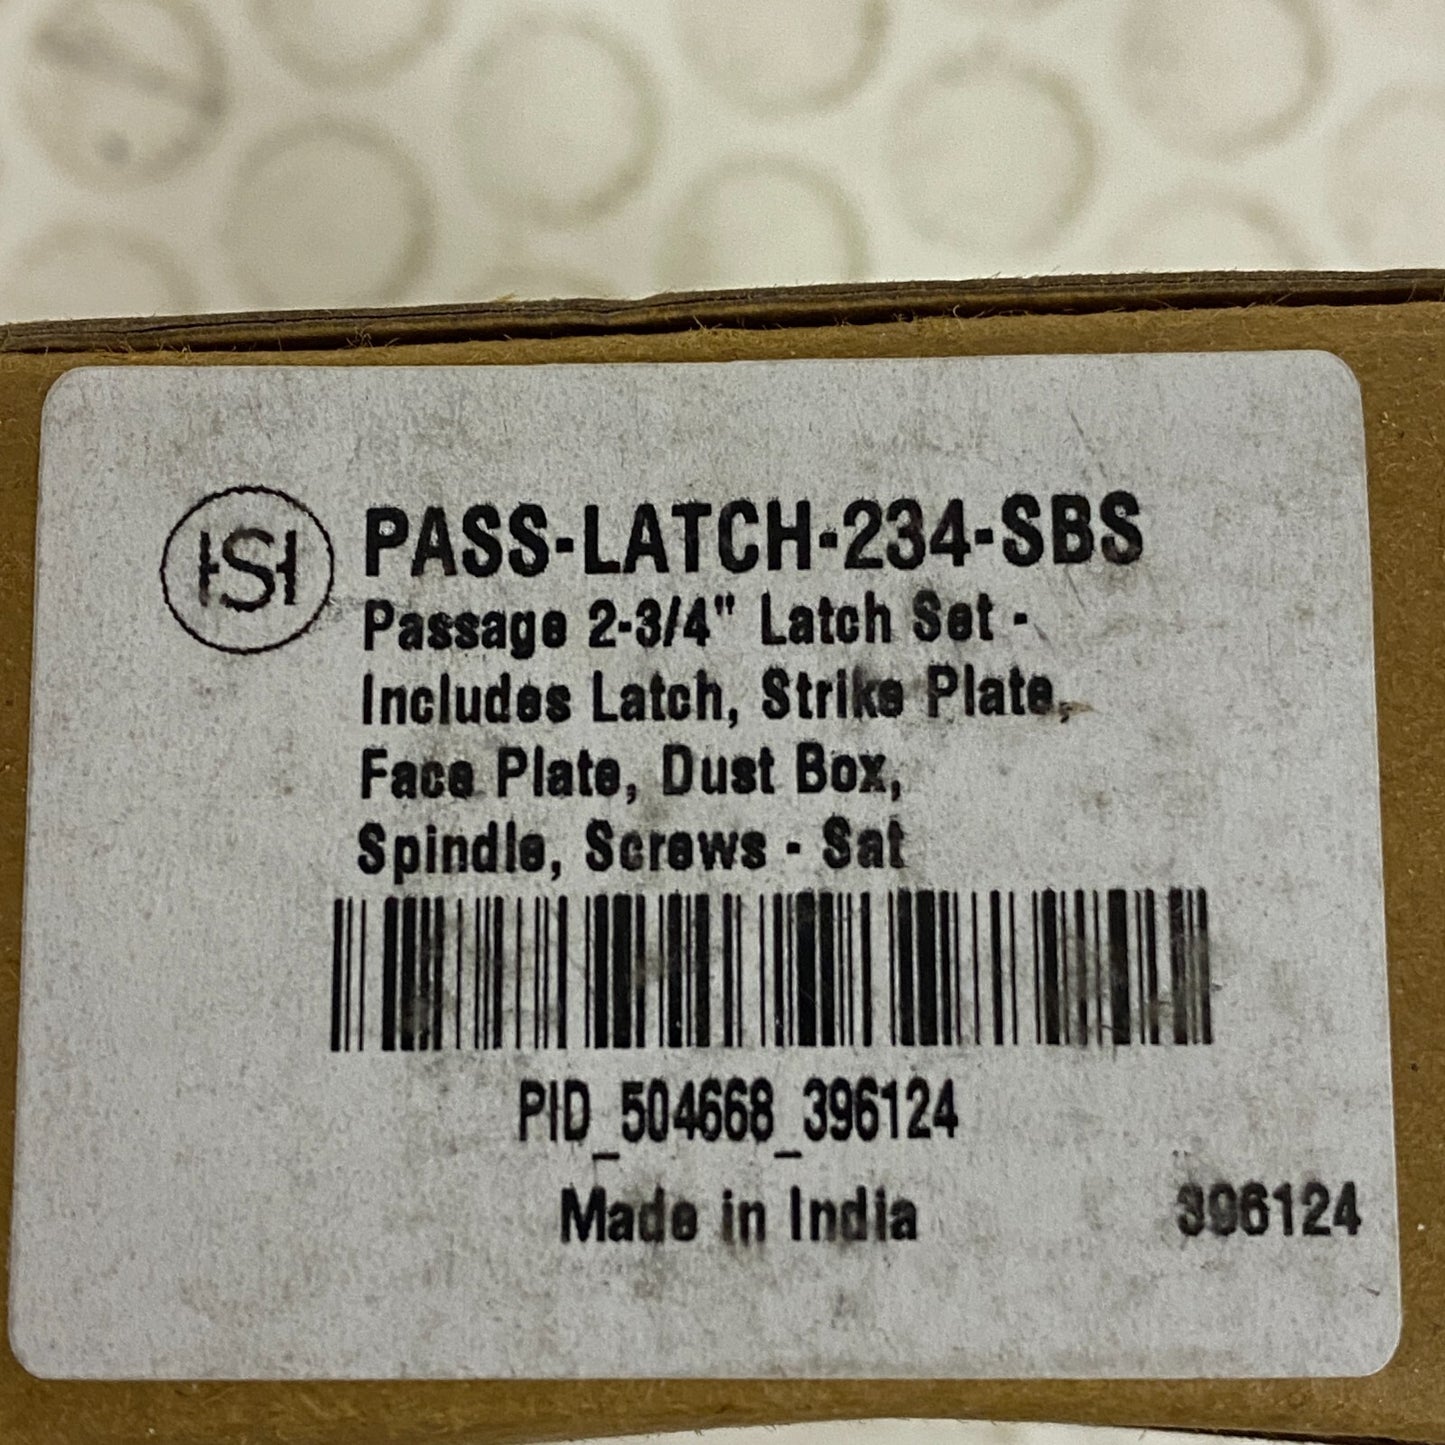 HSH
PASS-LATCH-234-SBS
Passage 2-3/4" Latch Set -
Includes Latch, Strike Plate,
Face Plate, Dust Box,
Spindle, Screws - Sat
PID_504668_396124
Made in India
396124